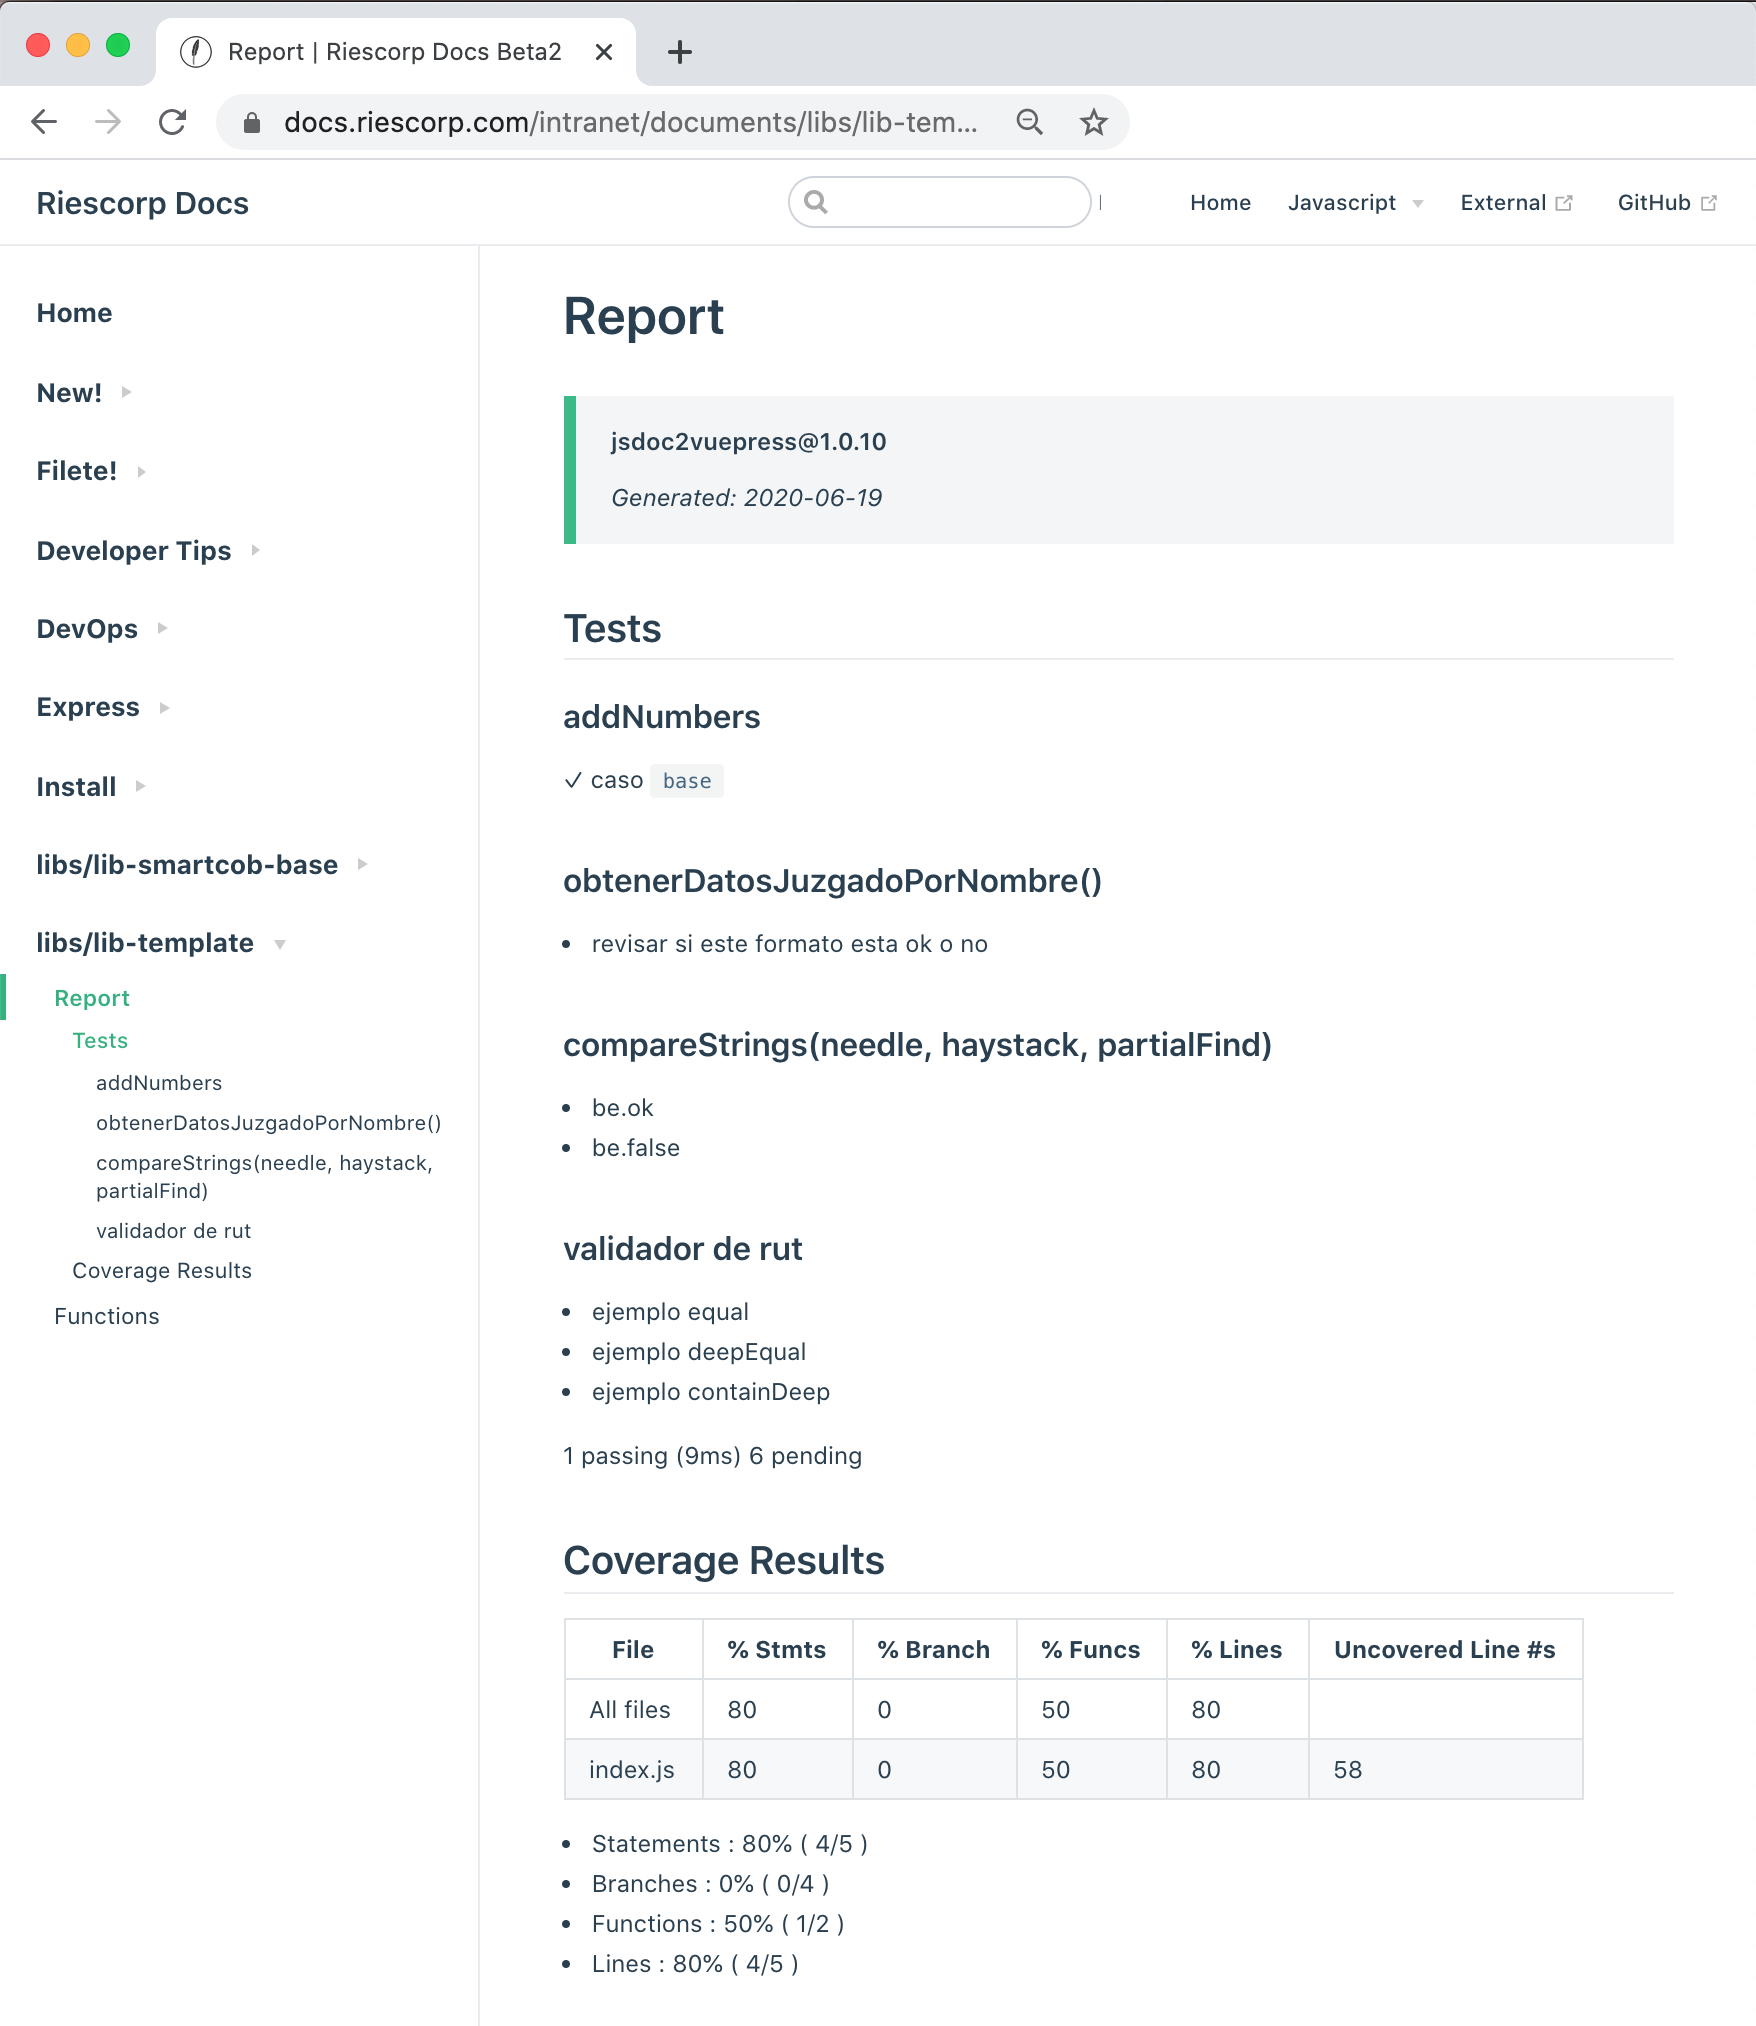 Report | Riescorp Docs Beta2
docs.riescorp.com/intranet/documents/libs/lib-tem...
Riescorp Docs
Home
Javascript
External
GitHub
Home
New!
Filete!
Developer Tips
DevOps
Express
Install
libs/lib-smartcob-base
libs/lib-template
Report
Tests
addNumbers
obtenerDatosJuzgadoPorNombre()
compareStrings(needle, haystack,
partialFind)
validador de rut
Coverage Results
Functions
Report
jsdoc2vuepress@1.0.10
Generated: 2020-06-19
Tests
addNumbers
✓ caso base
obtenerDatosJuzgadoPorNombre()
• revisar si este formato esta ok o no
compareStrings(needle, haystack, partialFind)
• be.ok
• be.false
validador de rut
• ejemplo equal
• ejemplo deepEqual
• ejemplo containDeep
1 passing (9ms) 6 pending
Coverage Results
File % Stmts % Branch % Funcs % Lines Uncovered Line #s
All files 80 0 50 80
index.js 80 0 50 80 58
• Statements : 80% ( 4/5 )
• Branches : 0% ( 0/4 )
• Functions : 50% ( 1/2 )
• Lines : 80% ( 4/5 )